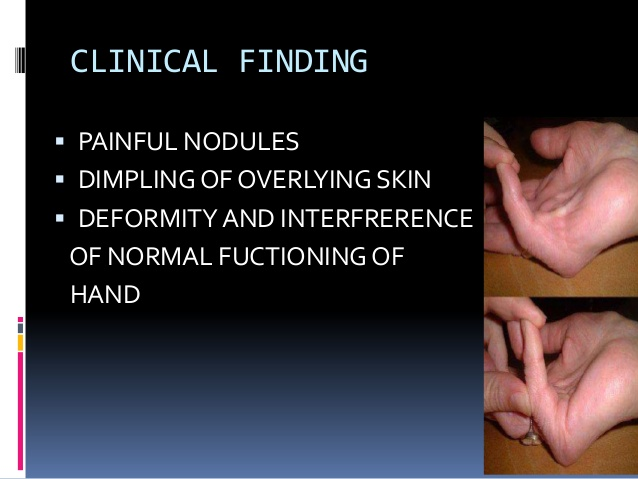 CLINICAL FINDING
▪ PAINFUL NODULES
▪ DIMPLING OF OVERLYING SKIN
▪ DEFORMITY AND INTERFRERENCE
OF NORMAL FUCTIONING OF
HAND